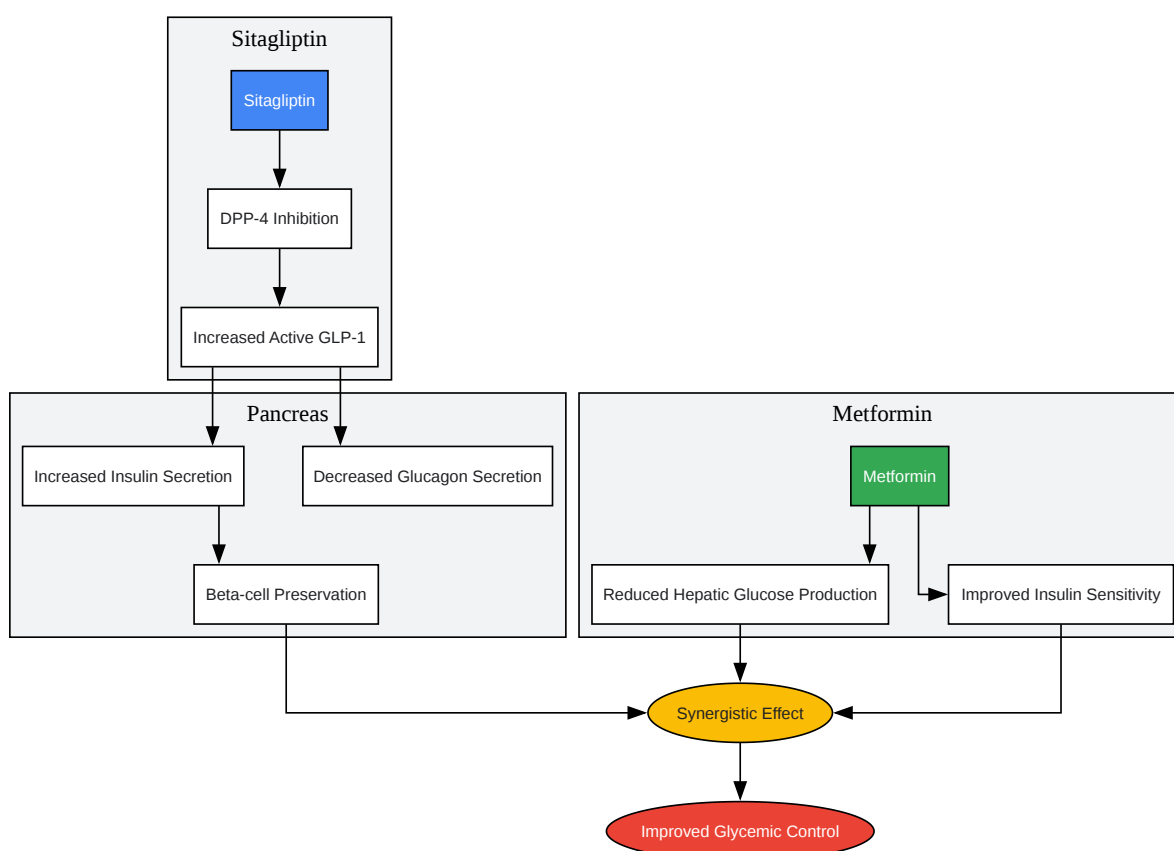 Sitagliptin
Sitagliptin
DPP-4 Inhibition
Increased Active GLP-1
Pancreas
Increased Insulin Secretion
Decreased Glucagon Secretion
Beta-cell Preservation
Metformin
Metformin
Reduced Hepatic Glucose Production
Improved Insulin Sensitivity
Synergistic Effect
Improved Glycemic Control